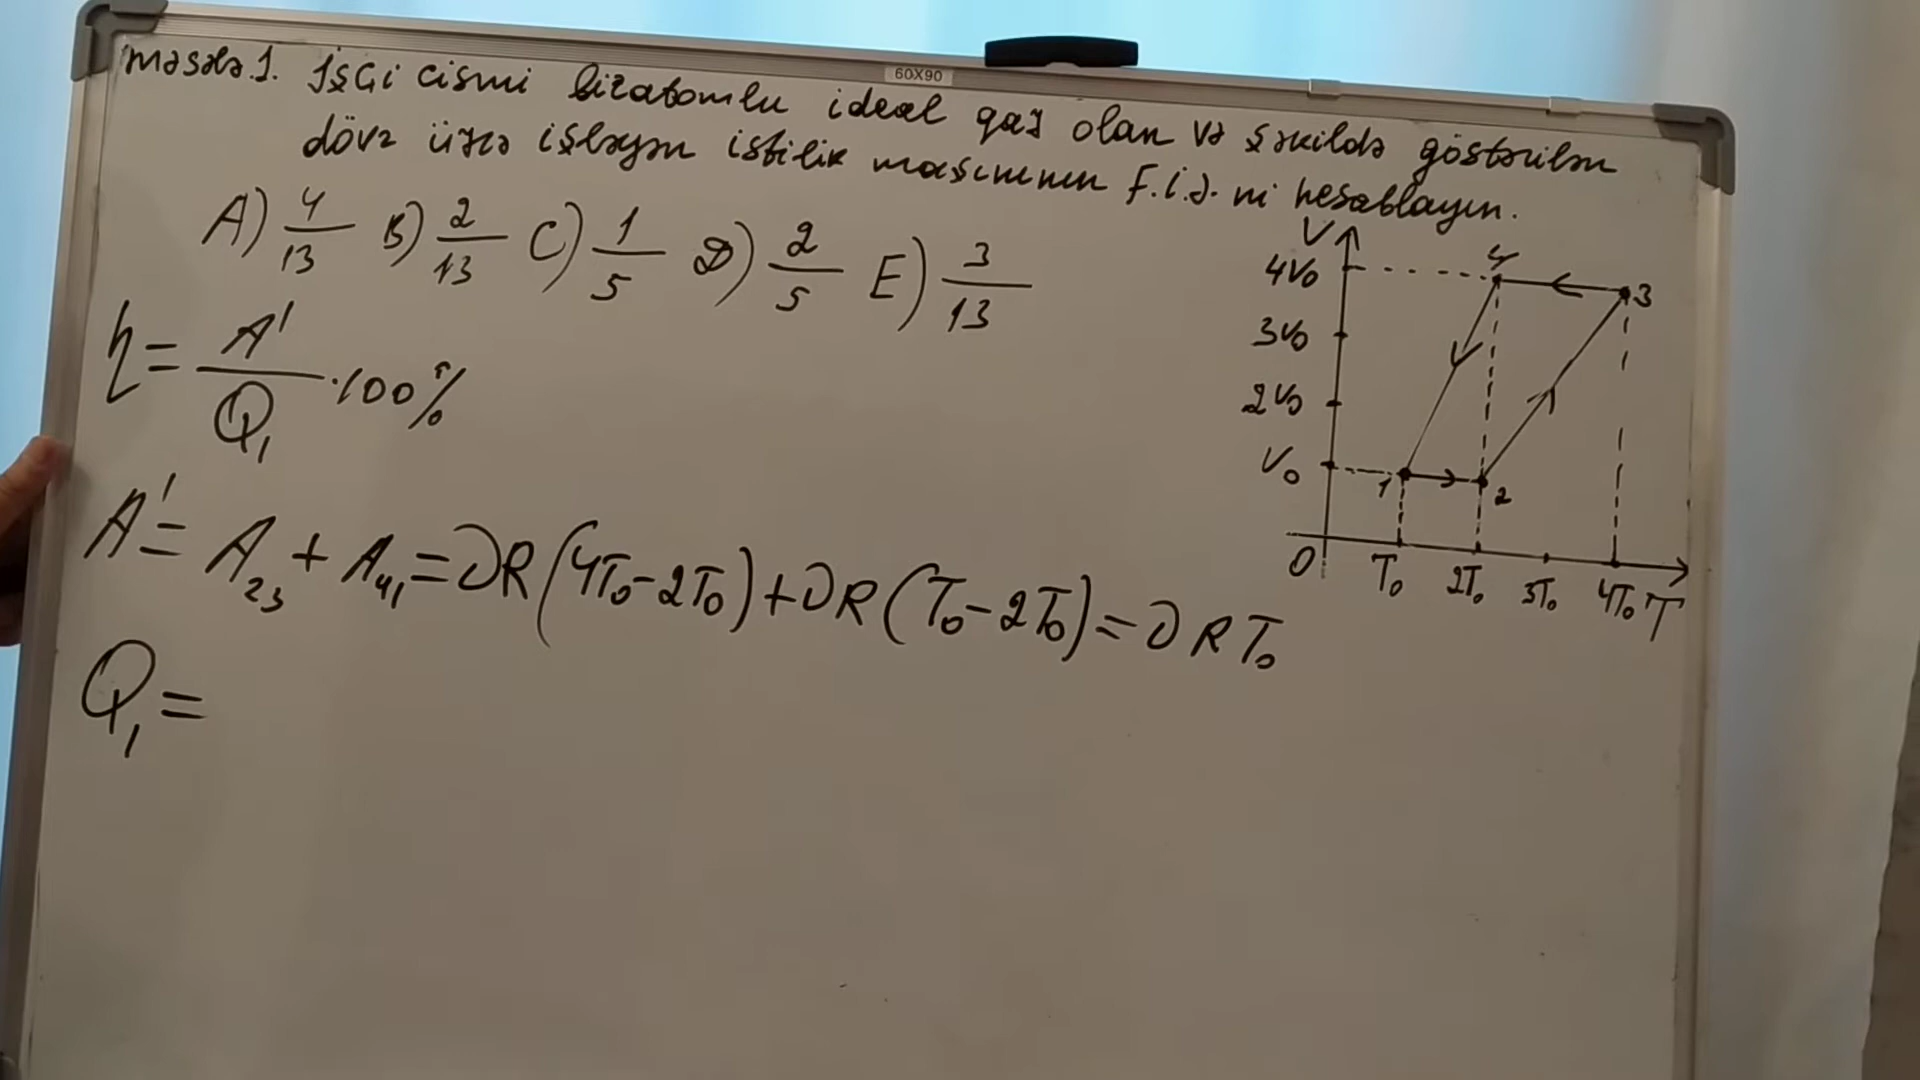 60X90
Məsələ.1. İşçi cismi biratomlu ideal qaz olan və şəkildə göstərilən
dövr üzrə işləyən istilik maşınının F.İ.Ə. ni hesablayın.
A) 4/13 B) 2/13 C) 1/5 D) 2/5 E) 3/13
V
4V₀ 4 3
3V₀
2V₀
V₀ 1 2
0 T₀ 2T₀ 3T₀ 4T₀ T
η = A'/Q₁ · 100%
A' = A₂₃ + A₄₁ = νR(4T₀ - 2T₀) + νR(T₀ - 2T₀) = νRT₀
Q₁ =